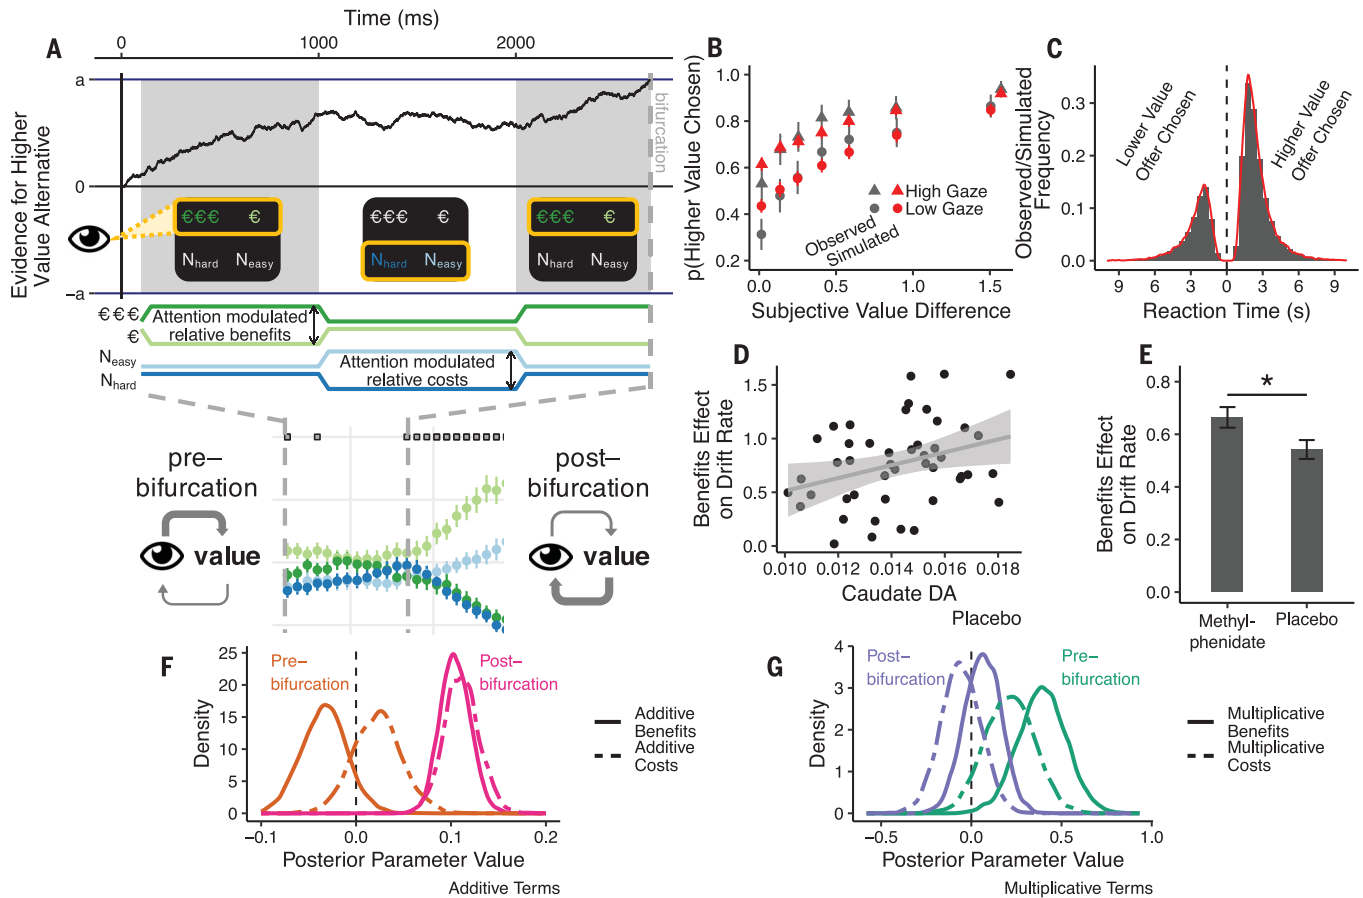 Time (ms)
A
0
1000
2000
a
0
−a
Evidence for Higher
Value Alternative
bifurcation
€€€
€
N hard
N easy
€€€
€
N hard
N easy
€€€
€
N hard
N easy
€€€
€
Attention modulated
relative benefits
N easy
N hard
Attention modulated
relative costs
pre–
bifurcation
value
post–
bifurcation
value
B
p(Higher Value Chosen)
1.0
0.8
0.6
0.4
0.2
High Gaze
Low Gaze
Observed
Simulated
0.0
0.5
1.0
1.5
Subjective Value Difference
C
Observed/Simulated
Frequency
0.3
0.2
0.1
0.0
Lower Value
Offer Chosen
Higher Value
Offer Chosen
9
6
3
0
3
6
9
Reaction Time (s)
D
Benefits Effect
on Drift Rate
1.5
1.0
0.5
0.0
0.010
0.012
0.014
0.016
0.018
Caudate DA
Placebo
E
Benefits Effect
on Drift Rate
0.8
0.6
0.4
0.2
0.0
*
Methyl-
phenidate
Placebo
F
Density
25
20
15
10
5
0
Pre–
bifurcation
Post–
bifurcation
Additive
Benefits
Additive
Costs
−0.1
0.0
0.1
0.2
Posterior Parameter Value
Additive Terms
G
Density
4
3
2
1
0
Post–
bifurcation
Pre–
bifurcation
Multiplicative
Benefits
Multiplicative
Costs
−0.5
0.0
0.5
1.0
Posterior Parameter Value
Multiplicative Terms